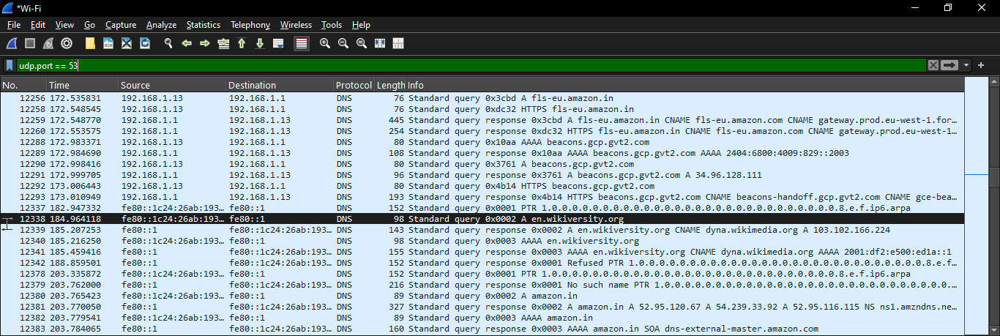 *Wi-Fi
File Edit View Go Capture Analyze Statistics Telephony Wireless Tools Help
udp.port == 53
No. Time Source Destination Protocol Length Info
12256 172.535831 192.168.1.13 192.168.1.1 DNS 76 Standard query 0x3cbd A fls-eu.amazon.in
12258 172.548545 192.168.1.13 192.168.1.1 DNS 76 Standard query 0xdc32 HTTPS fls-eu.amazon.in
12259 172.548770 192.168.1.1 192.168.1.13 DNS 445 Standard query response 0x3cbd A fls-eu.amazon.in CNAME fls-eu.amazon.com CNAME gateway.prod.eu-west-1.for…
12260 172.553575 192.168.1.1 192.168.1.13 DNS 254 Standard query response 0xdc32 HTTPS fls-eu.amazon.in CNAME fls-eu.amazon.com CNAME gateway.prod.eu-west-1…
12288 172.983371 192.168.1.13 192.168.1.1 DNS 80 Standard query 0x10aa AAAA beacons.gcp.gvt2.com
12289 172.984690 192.168.1.1 192.168.1.13 DNS 108 Standard query response 0x10aa AAAA beacons.gcp.gvt2.com AAAA 2404:6800:4009:829::2003
12290 172.998416 192.168.1.13 192.168.1.1 DNS 80 Standard query 0x3761 A beacons.gcp.gvt2.com
12291 172.999705 192.168.1.1 192.168.1.13 DNS 96 Standard query response 0x3761 A beacons.gcp.gvt2.com A 34.96.128.111
12292 173.006443 192.168.1.13 192.168.1.1 DNS 80 Standard query 0x4b14 HTTPS beacons.gcp.gvt2.com
12293 173.010949 192.168.1.1 192.168.1.13 DNS 193 Standard query response 0x4b14 HTTPS beacons.gcp.gvt2.com CNAME beacons-handoff.gcp.gvt2.com CNAME gce-bea…
12337 182.947332 fe80::1c24:26ab:193… fe80::1 DNS 152 Standard query 0x0001 PTR 1.0.0.0.0.0.0.0.0.0.0.0.0.0.0.0.0.0.0.0.0.0.0.0.0.0.0.0.0.8.e.f.ip6.arpa
12338 184.964118 fe80::1c24:26ab:193… fe80::1 DNS 98 Standard query 0x0002 A en.wikiversity.org
12339 185.207253 fe80::1 fe80::1c24:26ab:193… DNS 143 Standard query response 0x0002 A en.wikiversity.org CNAME dyna.wikimedia.org A 103.102.166.224
12340 185.216250 fe80::1c24:26ab:193… fe80::1 DNS 98 Standard query 0x0003 AAAA en.wikiversity.org
12341 185.459416 fe80::1 fe80::1c24:26ab:193… DNS 155 Standard query response 0x0003 AAAA en.wikiversity.org CNAME dyna.wikimedia.org AAAA 2001:df2:e500:ed1a::1
12342 188.859501 fe80::1 fe80::1c24:26ab:193… DNS 152 Standard query response 0x0001 Refused PTR 1.0.0.0.0.0.0.0.0.0.0.0.0.0.0.0.0.0.0.0.0.0.0.0.0.0.0.0.0.8.e.f…
12378 203.335872 fe80::1c24:26ab:193… fe80::1 DNS 152 Standard query 0x0001 PTR 1.0.0.0.0.0.0.0.0.0.0.0.0.0.0.0.0.0.0.0.0.0.0.0.0.0.0.0.0.8.e.f.ip6.arpa
12379 203.762000 fe80::1 fe80::1c24:26ab:193… DNS 216 Standard query response 0x0001 No such name PTR 1.0.0.0.0.0.0.0.0.0.0.0.0.0.0.0.0.0.0.0.0.0.0.0.0.0.0.0.…
12380 203.765423 fe80::1c24:26ab:193… fe80::1 DNS 89 Standard query 0x0002 A amazon.in
12381 203.770050 fe80::1 fe80::1c24:26ab:193… DNS 327 Standard query response 0x0002 A amazon.in A 52.95.120.67 A 54.239.33.92 A 52.95.116.115 NS ns1.amzndns.ne…
12382 203.779541 fe80::1c24:26ab:193… fe80::1 DNS 89 Standard query 0x0003 AAAA amazon.in
12383 203.784065 fe80::1 fe80::1c24:26ab:193… DNS 160 Standard query response 0x0003 AAAA amazon.in SOA dns-external-master.amazon.com